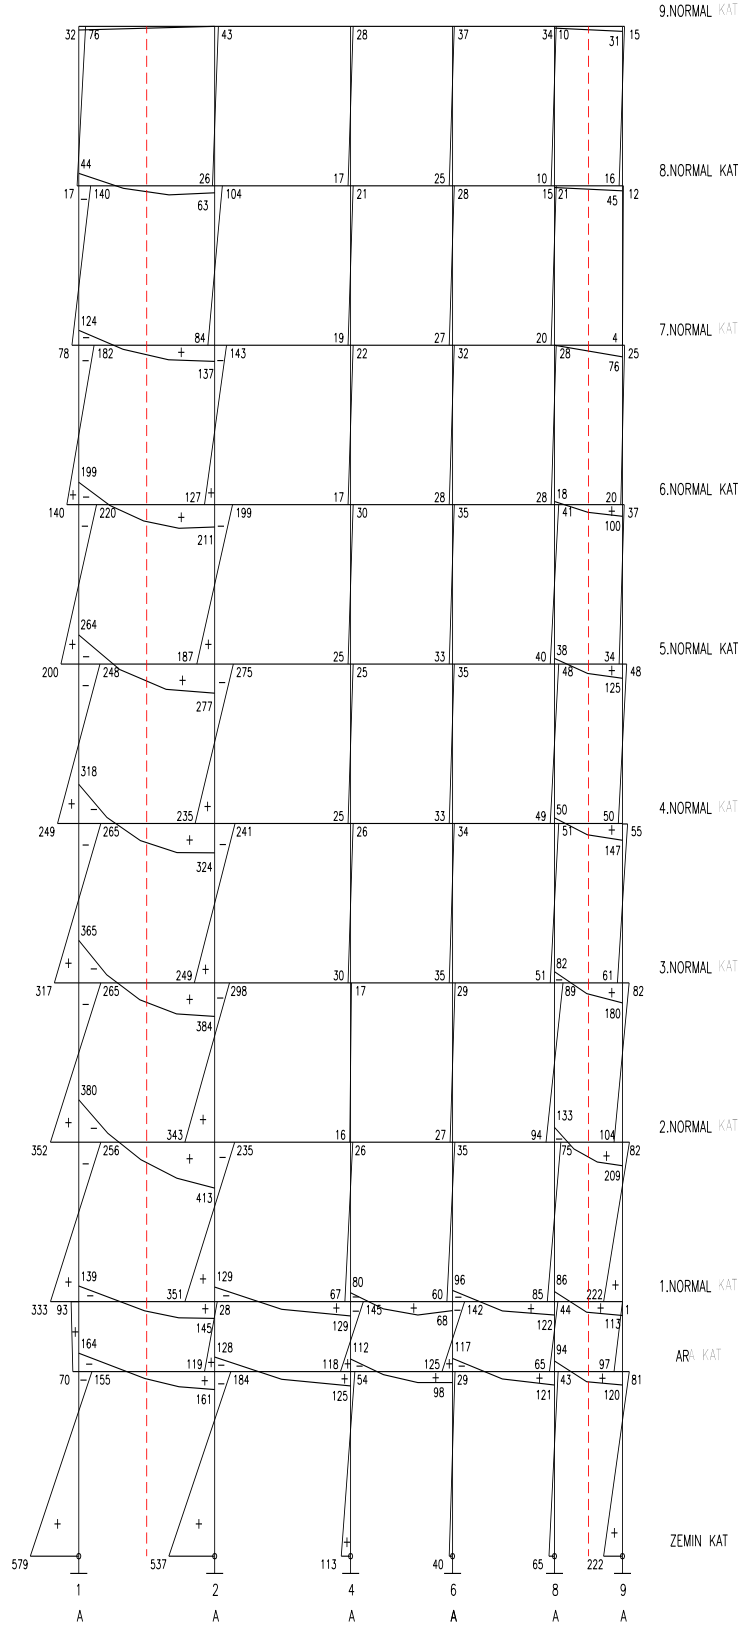 9.NORMAL KAT
32 76 43 28 37 34 10 31 15
44 26 17 25 10 16
8.NORMAL KAT
17 140 63 104 21 28 15 21 45 12
124 84 19 27 20 4
7.NORMAL KAT
78 182 137 143 22 32 28 76 25
199 127 17 28 28 18 20
6.NORMAL KAT
140 220 211 199 30 35 41 100 37
264 187 25 33 40 38 34
5.NORMAL KAT
200 248 277 275 25 35 48 125 48
318 235 25 33 49 50 50
4.NORMAL KAT
249 265 324 241 26 34 51 147 55
365 249 30 35 51 82 61
3.NORMAL KAT
317 265 384 298 17 29 89 180 82
380 343 16 27 94 133 104
2.NORMAL KAT
352 256 413 235 26 35 75 209 82
139 351 129 67 80 60 96 85 86 222
1.NORMAL KAT
333 93 145 28 129 145 68 142 122 44 113 1
164 119 128 118 112 125 117 65 94 97
ARA KAT
70 155 161 184 125 54 98 29 121 43 120 81
ZEMIN KAT
579 537 113 40 65 222
1 2 4 6 8 9
A A A A A A